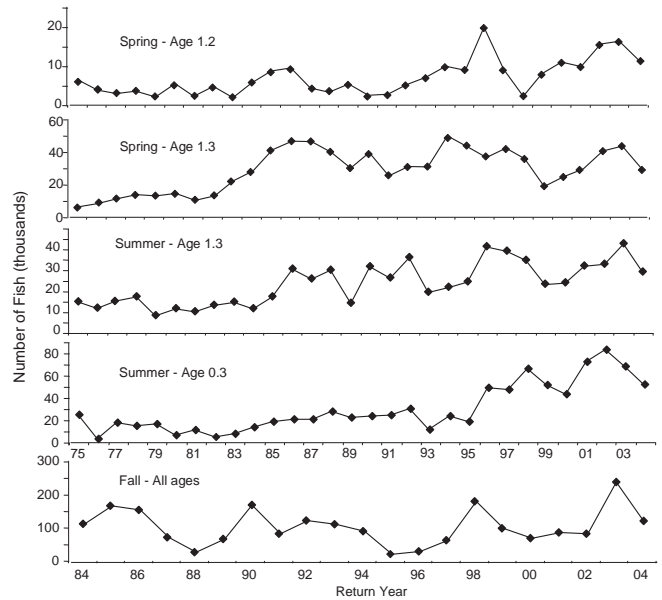 Number of Fish (thousands)
Spring - Age 1.2
20
10
0
Spring - Age 1.3
60
40
20
0
Summer - Age 1.3
40
30
20
10
0
Summer - Age 0.3
80
60
40
20
0
75 77 79 81 83 85 87 89 91 93 95 97 99 01 03
Fall - All ages
300
200
100
0
84 86 88 90 92 94 96 98 00 02 04
Return Year